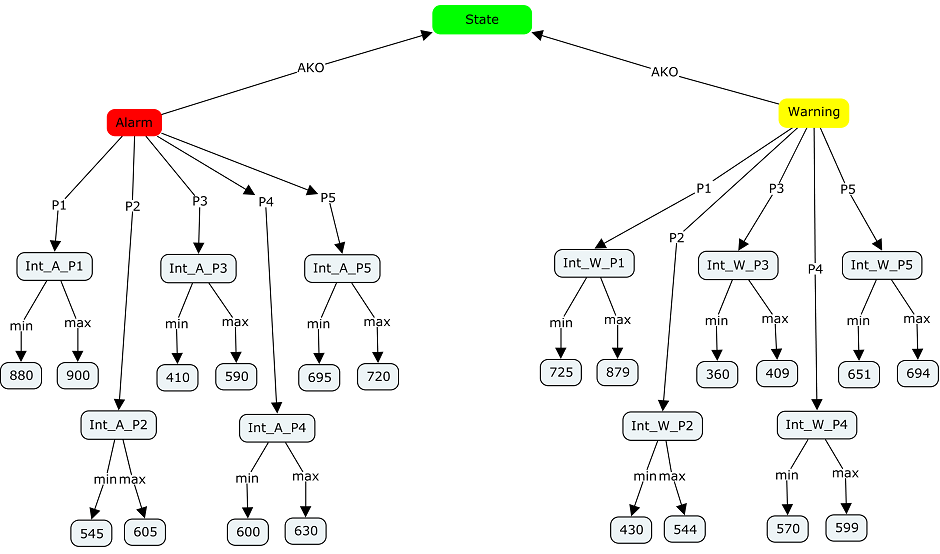 State
AKO
AKO
Alarm
Warning
P1
P2
P3
P4
P5
P1
P2
P3
P4
P5
Int_A_P1
Int_A_P3
Int_A_P5
Int_W_P1
Int_W_P3
Int_W_P5
min
max
min
max
min
max
min
max
min
max
min
max
880
900
410
590
695
720
725
879
360
409
651
694
Int_A_P2
Int_A_P4
Int_W_P2
Int_W_P4
min
max
min
max
min
max
min
max
545
605
600
630
430
544
570
599